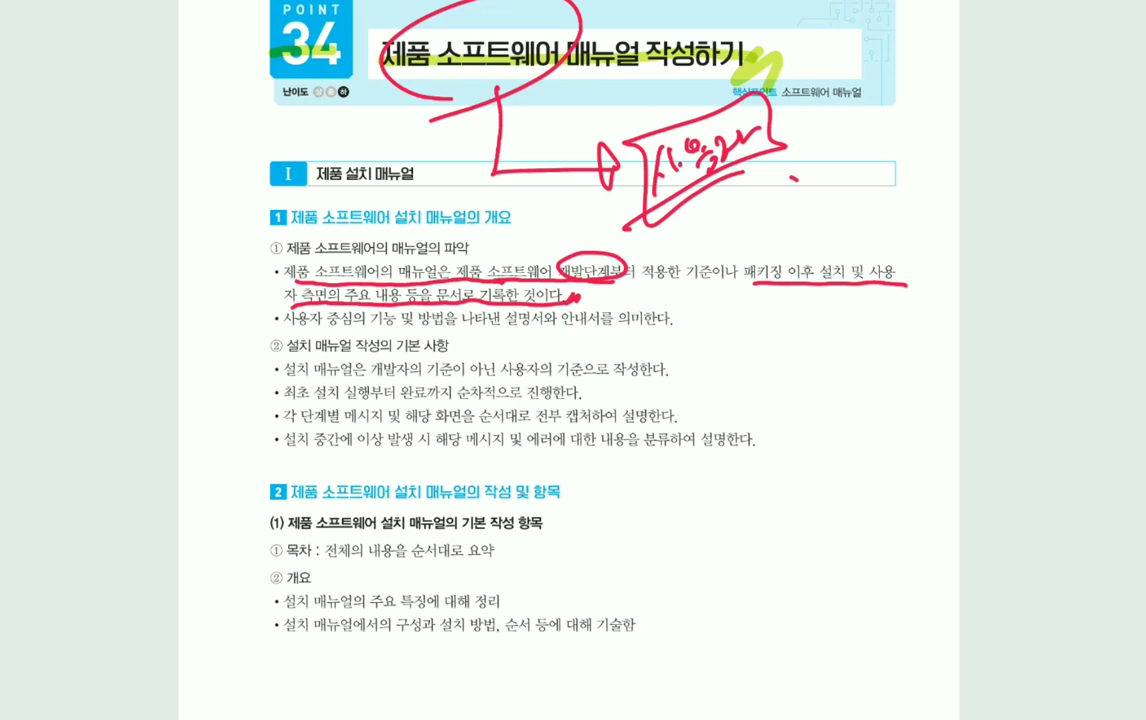 POINT
34
제품 소프트웨어 매뉴얼 작성하기
난이도 상 중 하
핵심포인트 소프트웨어 매뉴얼
I 제품 설치 매뉴얼
1 제품 소프트웨어 설치 매뉴얼의 개요
① 제품 소프트웨어의 매뉴얼의 파악
• 제품 소프트웨어의 매뉴얼은 제품 소프트웨어 개발단계부터 적용한 기준이나 패키징 이후 설치 및 사용
자 측면의 주요 내용 등을 문서로 기록한 것이다.
• 사용자 중심의 기능 및 방법을 나타낸 설명서와 안내서를 의미한다.
② 설치 매뉴얼 작성의 기본 사항
• 설치 매뉴얼은 개발자의 기준이 아닌 사용자의 기준으로 작성한다.
• 최초 설치 실행부터 완료까지 순차적으로 진행한다.
• 각 단계별 메시지 및 해당 화면을 순서대로 전부 캡처하여 설명한다.
• 설치 중간에 이상 발생 시 해당 메시지 및 에러에 대한 내용을 분류하여 설명한다.
2 제품 소프트웨어 설치 매뉴얼의 작성 및 항목
(1) 제품 소프트웨어 설치 매뉴얼의 기본 작성 항목
① 목차 : 전체의 내용을 순서대로 요약
② 개요
• 설치 매뉴얼의 주요 특징에 대해 정리
• 설치 매뉴얼에서의 구성과 설치 방법, 순서 등에 대해 기술함